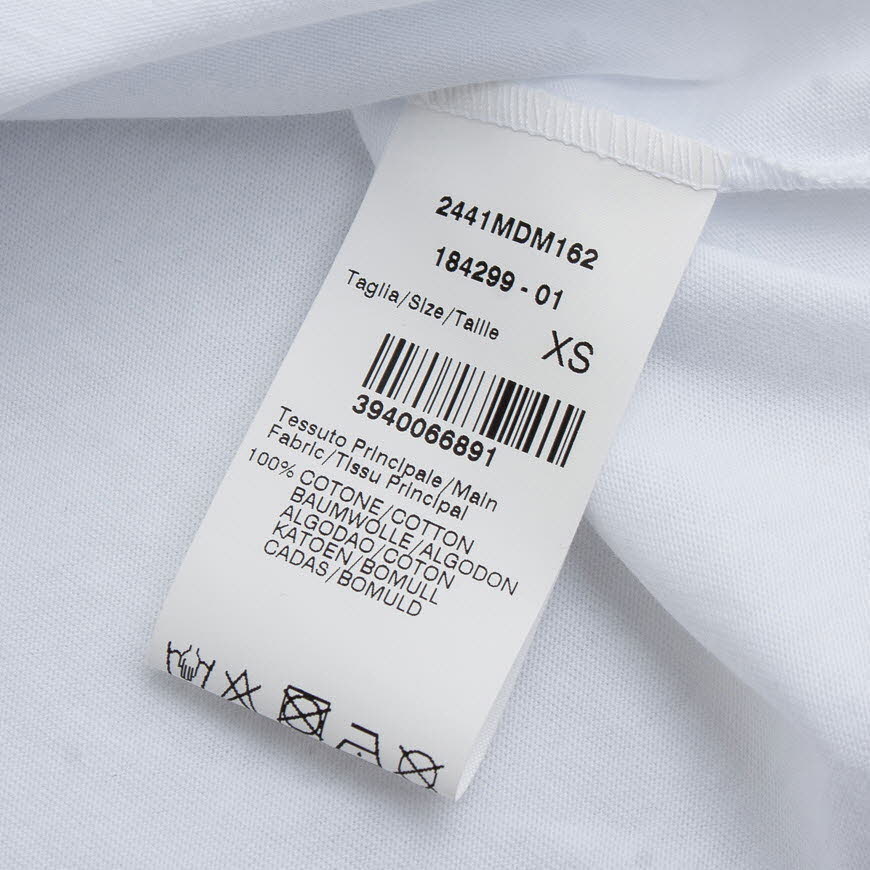 2441MDM162
184299 - 01
Taglia/Size/Taille XS
3940066891
Tessuto Principale/Main
Fabric/Tissu Principal
100% COTONE/COTTON
BAUMWOLLE/ALGODON
ALGODAO/COTON
KATOEN/BOMULL
CADAS/BOMULD